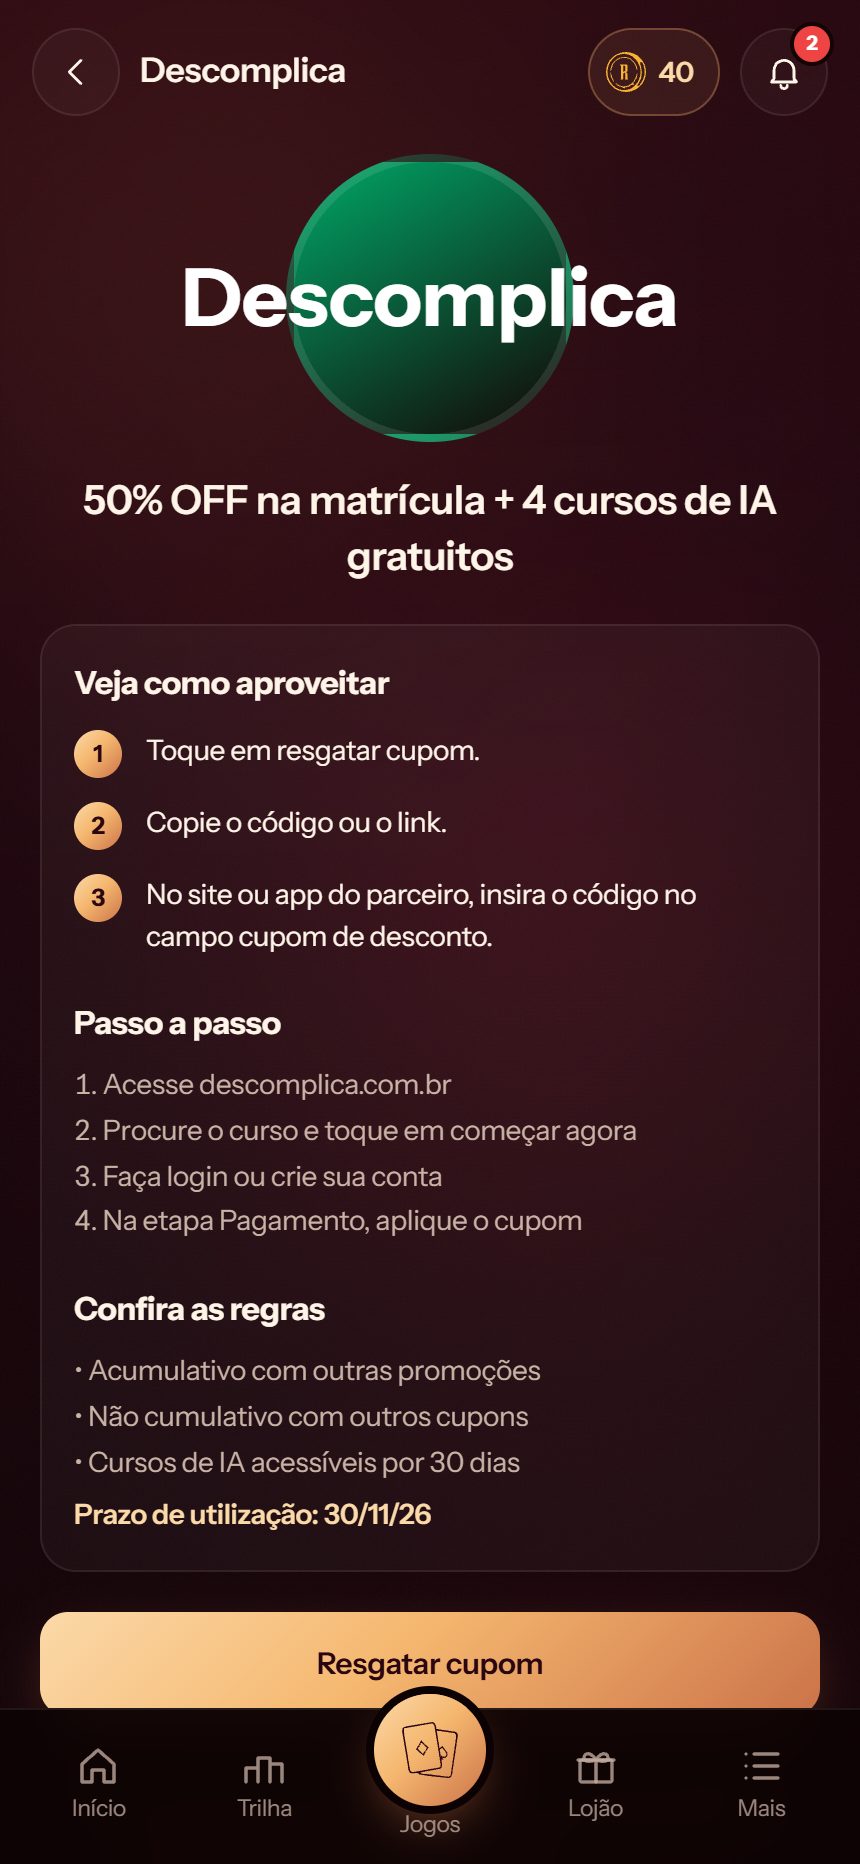 Descomplica
40
2
Descomplica
50% OFF na matrícula + 4 cursos de IA
gratuitos
Veja como aproveitar
1 Toque em resgatar cupom.
2 Copie o código ou o link.
3 No site ou app do parceiro, insira o código no
campo cupom de desconto.
Passo a passo
1. Acesse descomplica.com.br
2. Procure o curso e toque em começar agora
3. Faça login ou crie sua conta
4. Na etapa Pagamento, aplique o cupom
Confira as regras
• Acumulativo com outras promoções
• Não cumulativo com outros cupons
• Cursos de IA acessíveis por 30 dias
Prazo de utilização: 30/11/26
Resgatar cupom
Início
Trilha
Jogos
Lojão
Mais